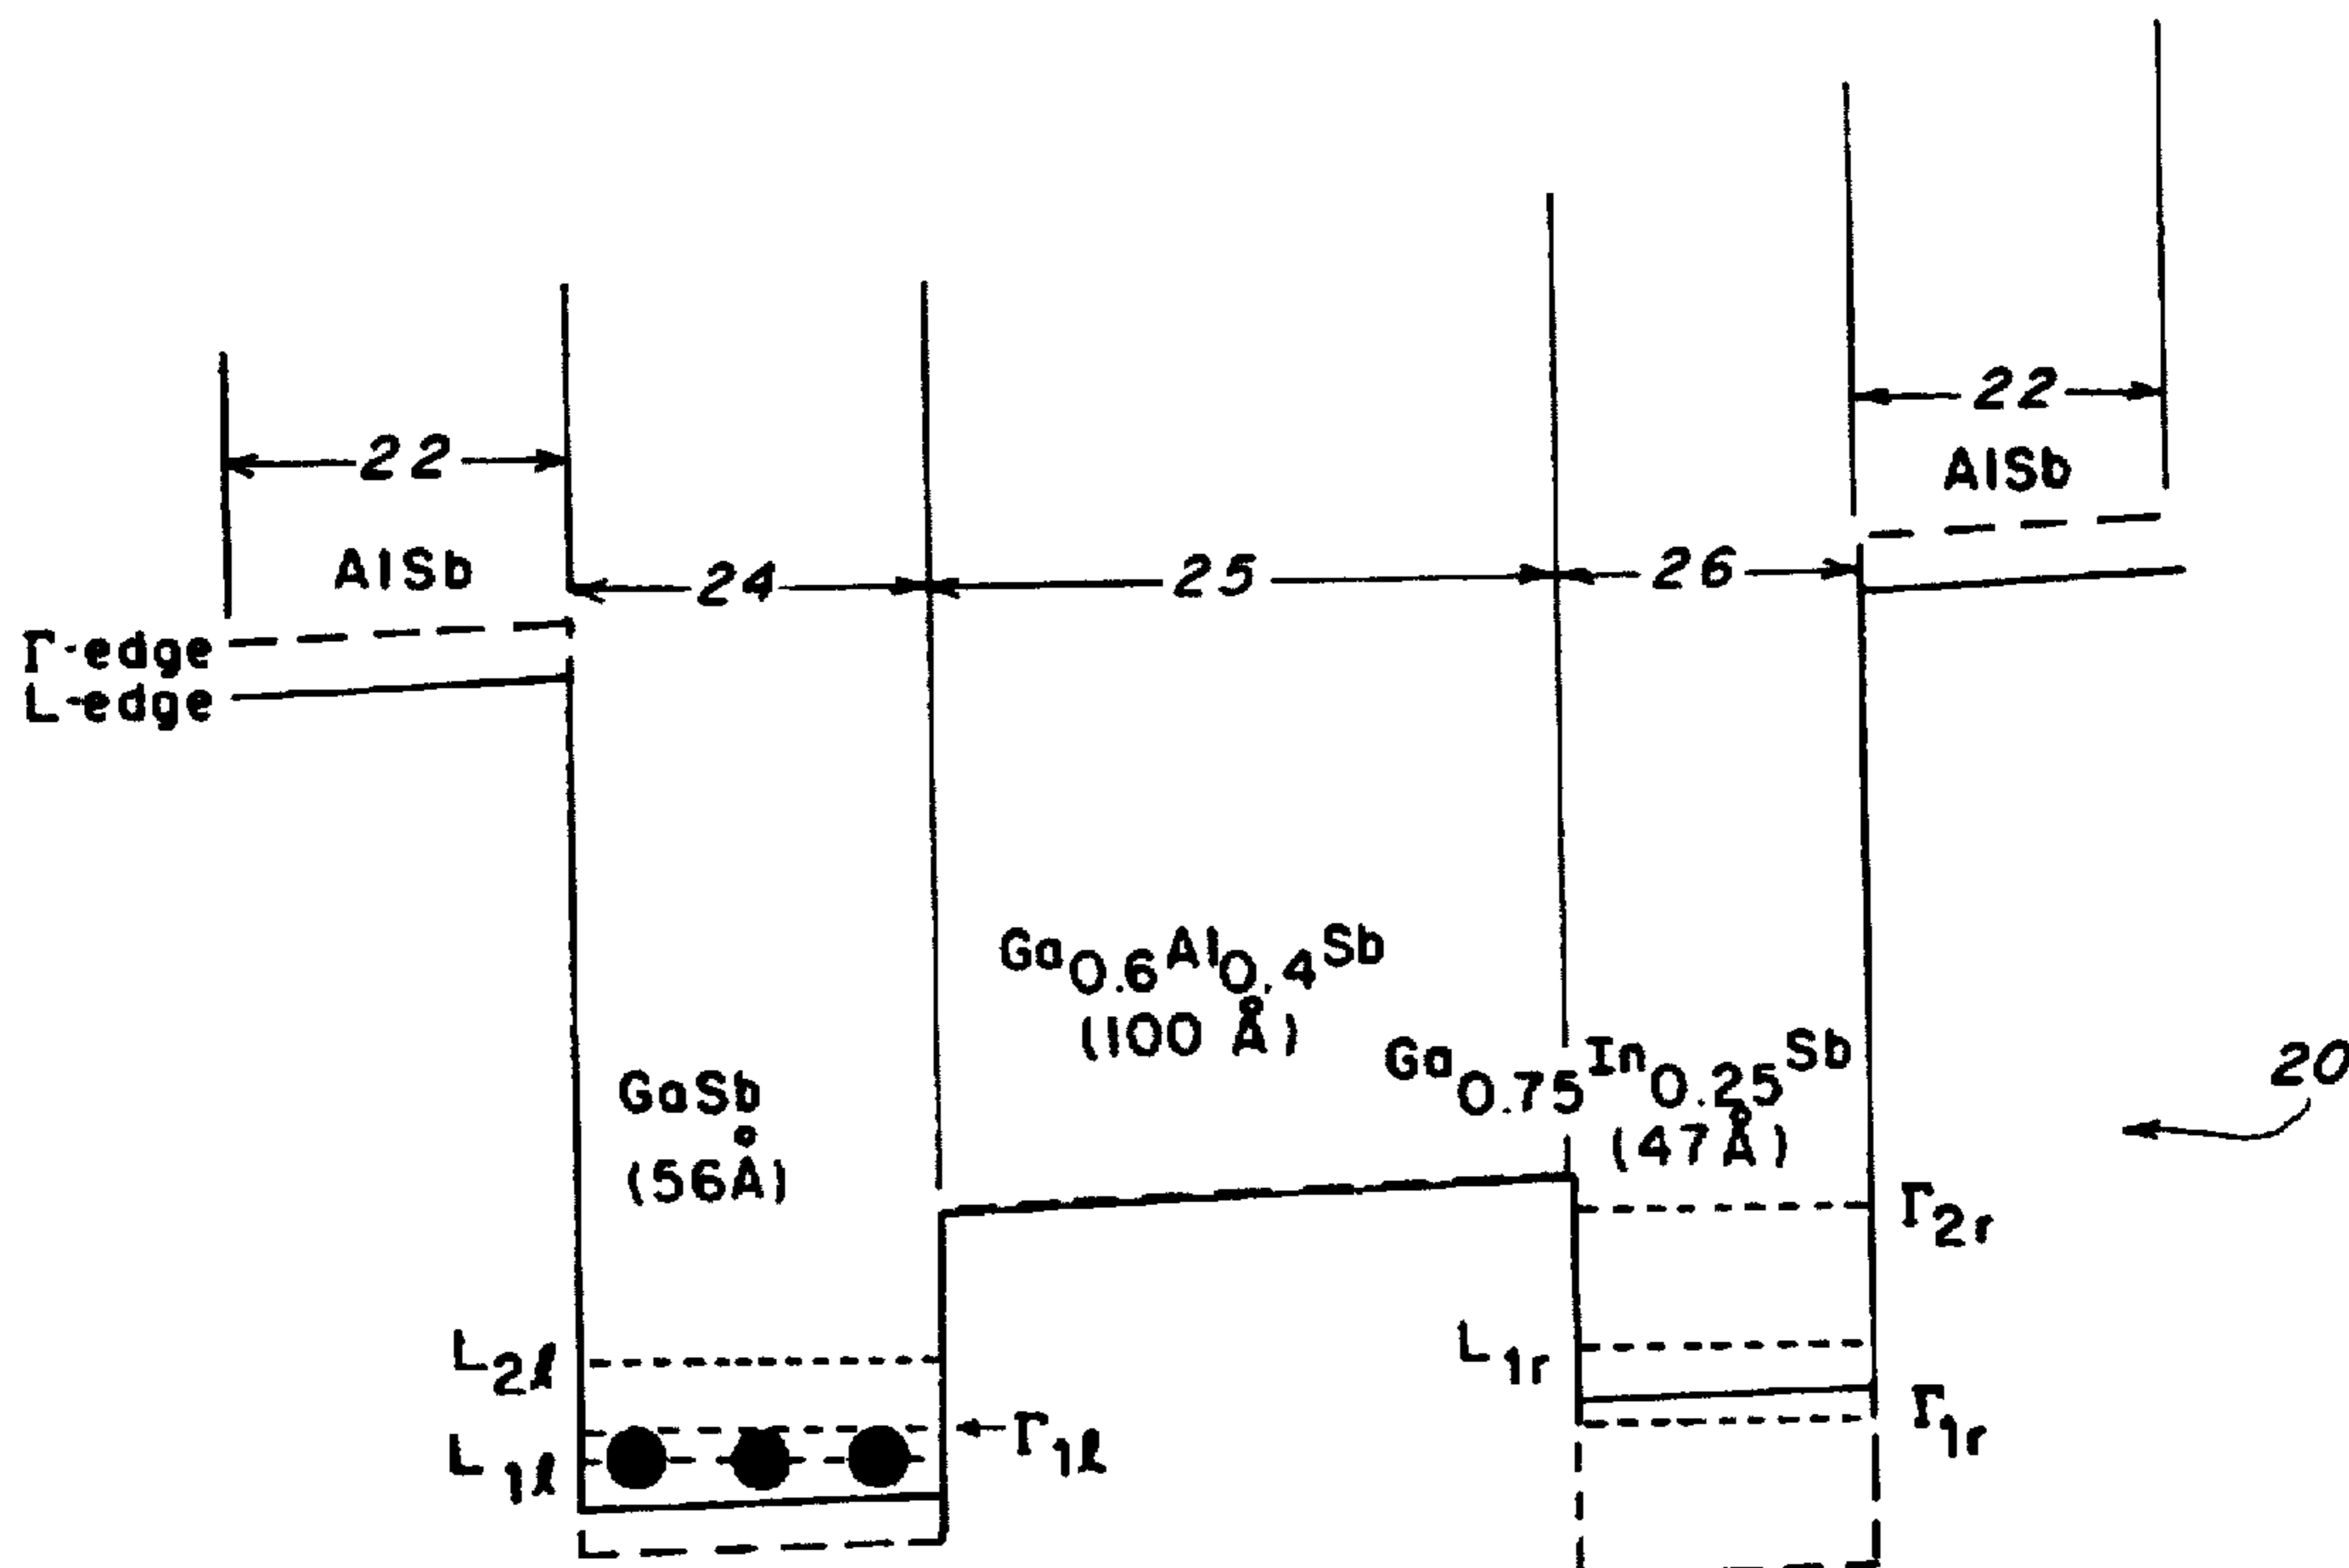 22
AlSb
22
AlSb
24
25
26
Γ-edge
L-edge
Ga0.6Al0.4Sb
(100 Å)
GaSb
(56Å)
Ga0.75In0.25Sb
(47Å)
20
Γ2r
L2ℓ
L1r
L1ℓ
Γ1ℓ
Γ1r